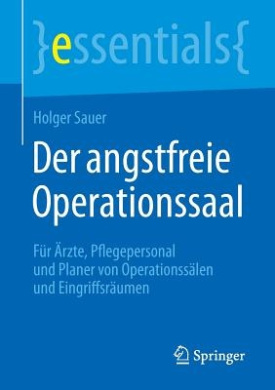 }essentials{
Holger Sauer
Der angstfreie
Operationssaal
Für Ärzte, Pflegepersonal
und Planer von Operationssälen
und Eingriffsräumen
Springer